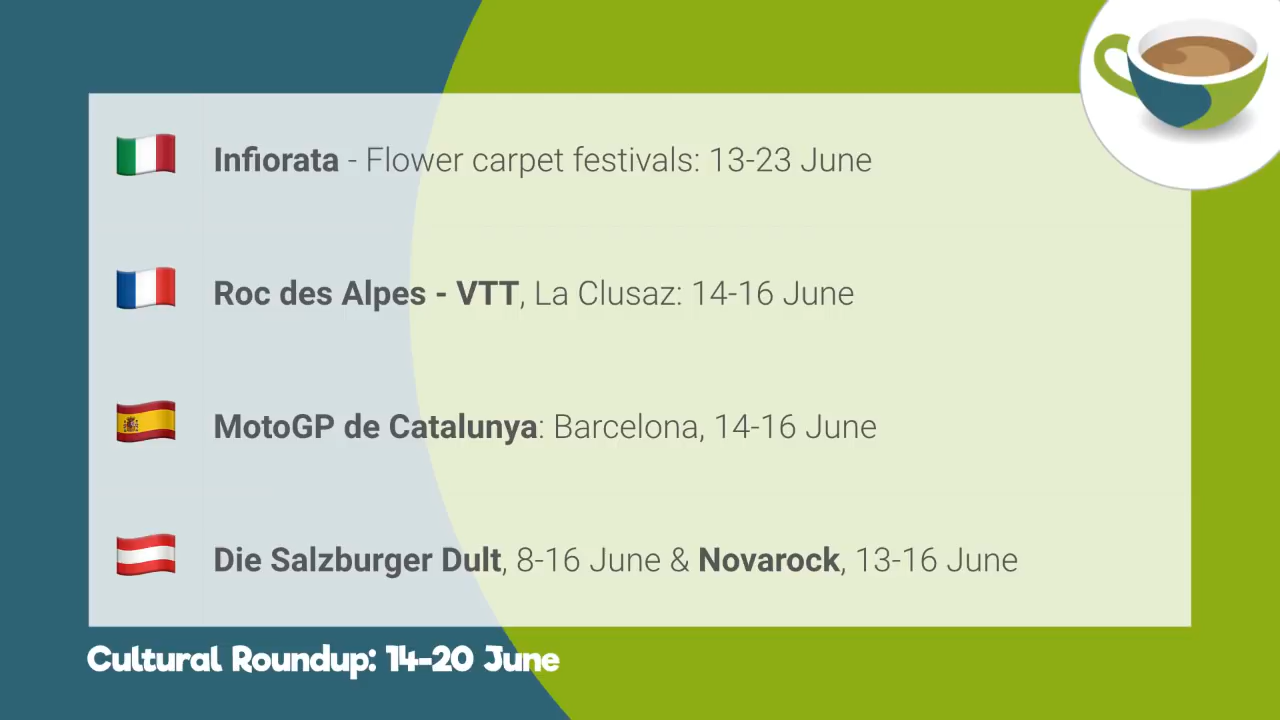 Infiorata - Flower carpet festivals: 13-23 June
Roc des Alpes - VTT, La Clusaz: 14-16 June
MotoGP de Catalunya: Barcelona, 14-16 June
Die Salzburger Dult, 8-16 June & Novarock, 13-16 June
Cultural Roundup: 14-20 June